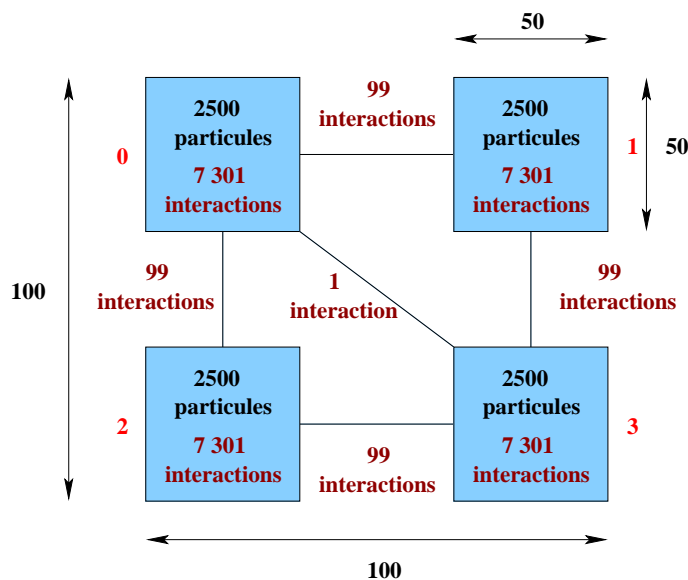 50
2500
particules
7 301
interactions
0
99
interactions
2500
particules
7 301
interactions
1
50
99
interactions
1
interaction
99
interactions
100
2500
particules
7 301
interactions
2
99
interactions
2500
particules
7 301
interactions
3
100